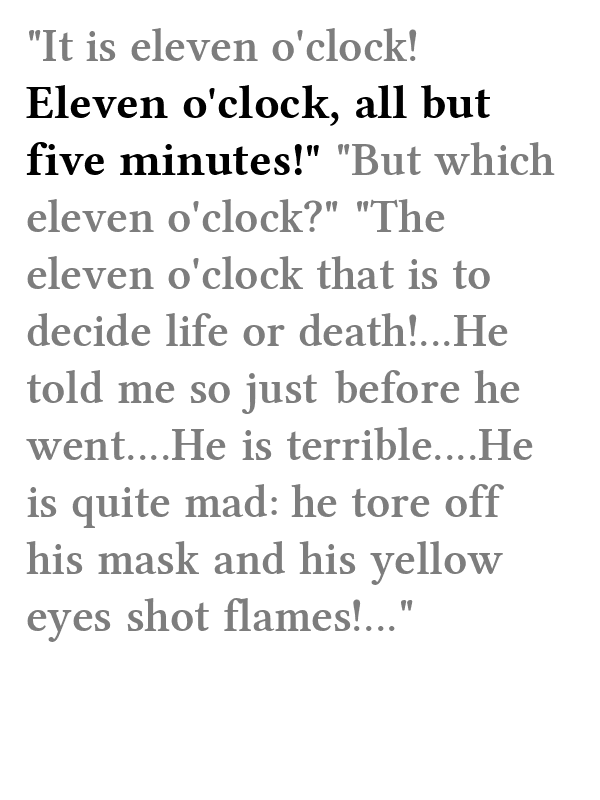 "It is eleven o'clock!
Eleven o'clock, all but
five minutes!" "But which
eleven o'clock?" "The
eleven o'clock that is to
decide life or death!...He
told me so just before he
went....He is terrible....He
is quite mad: he tore off
his mask and his yellow
eyes shot flames!..."